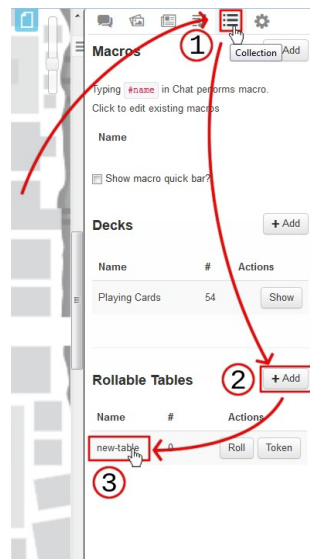 1
Macros
Add
Collection
Typing #name in Chat performs macro.
Click to edit existing macros
Name
Show macro quick bar?
Decks
+ Add
Name # Actions
Playing Cards 54 Show
Rollable Tables
2
+ Add
Name # Actions
new-table 0 Roll Token
3